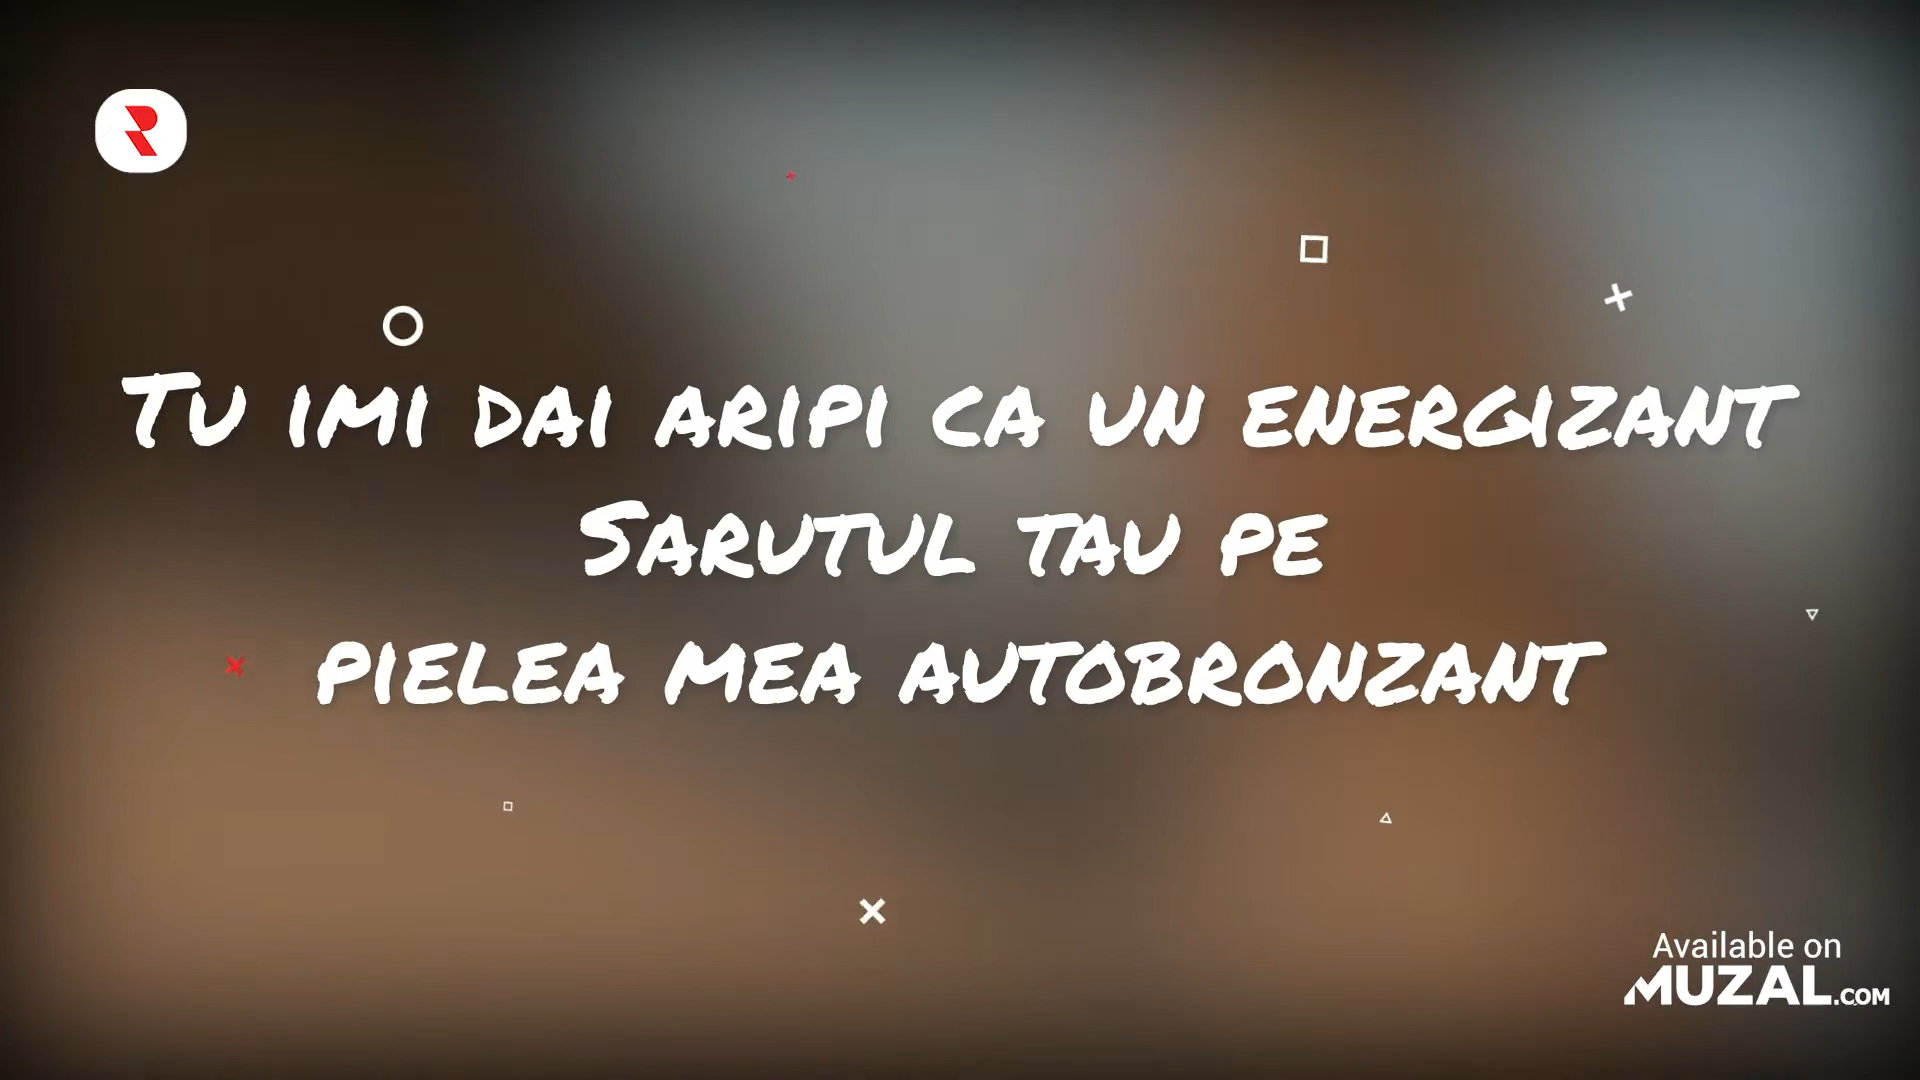 Tu imi dai aripi ca un energizant
Sarutul tau pe
pielea mea autobronzant
Available on
MUZAL.COM